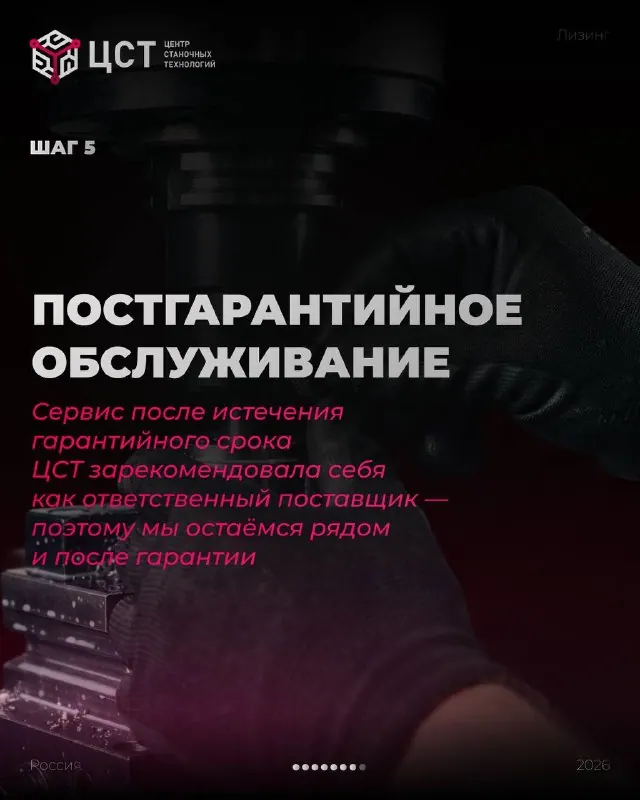 ЦСТ
ЦЕНТР
СТАНОЧНЫХ
ТЕХНОЛОГИЙ
Лизинг
ШАГ 5
ПОСТГАРАНТИЙНОЕ
ОБСЛУЖИВАНИЕ
Сервис после истечения
гарантийного срока
ЦСТ зарекомендовала себя
как ответственный поставщик —
поэтому мы остаёмся рядом
и после гарантии
Россия
2026